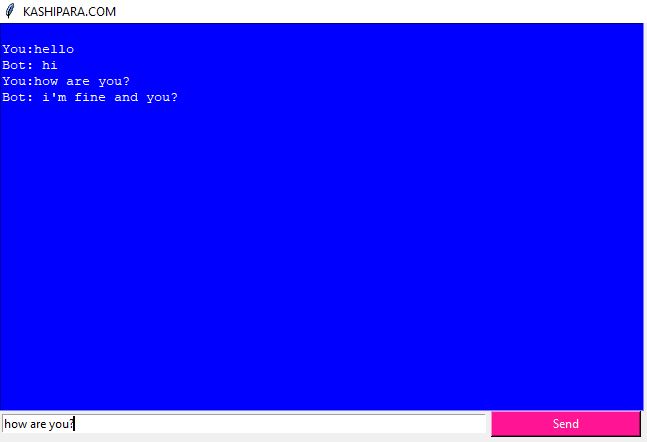 KASHIPARA.COM
You:hello
Bot: hi
You:how are you?
Bot: i'm fine and you?
how are you?
Send